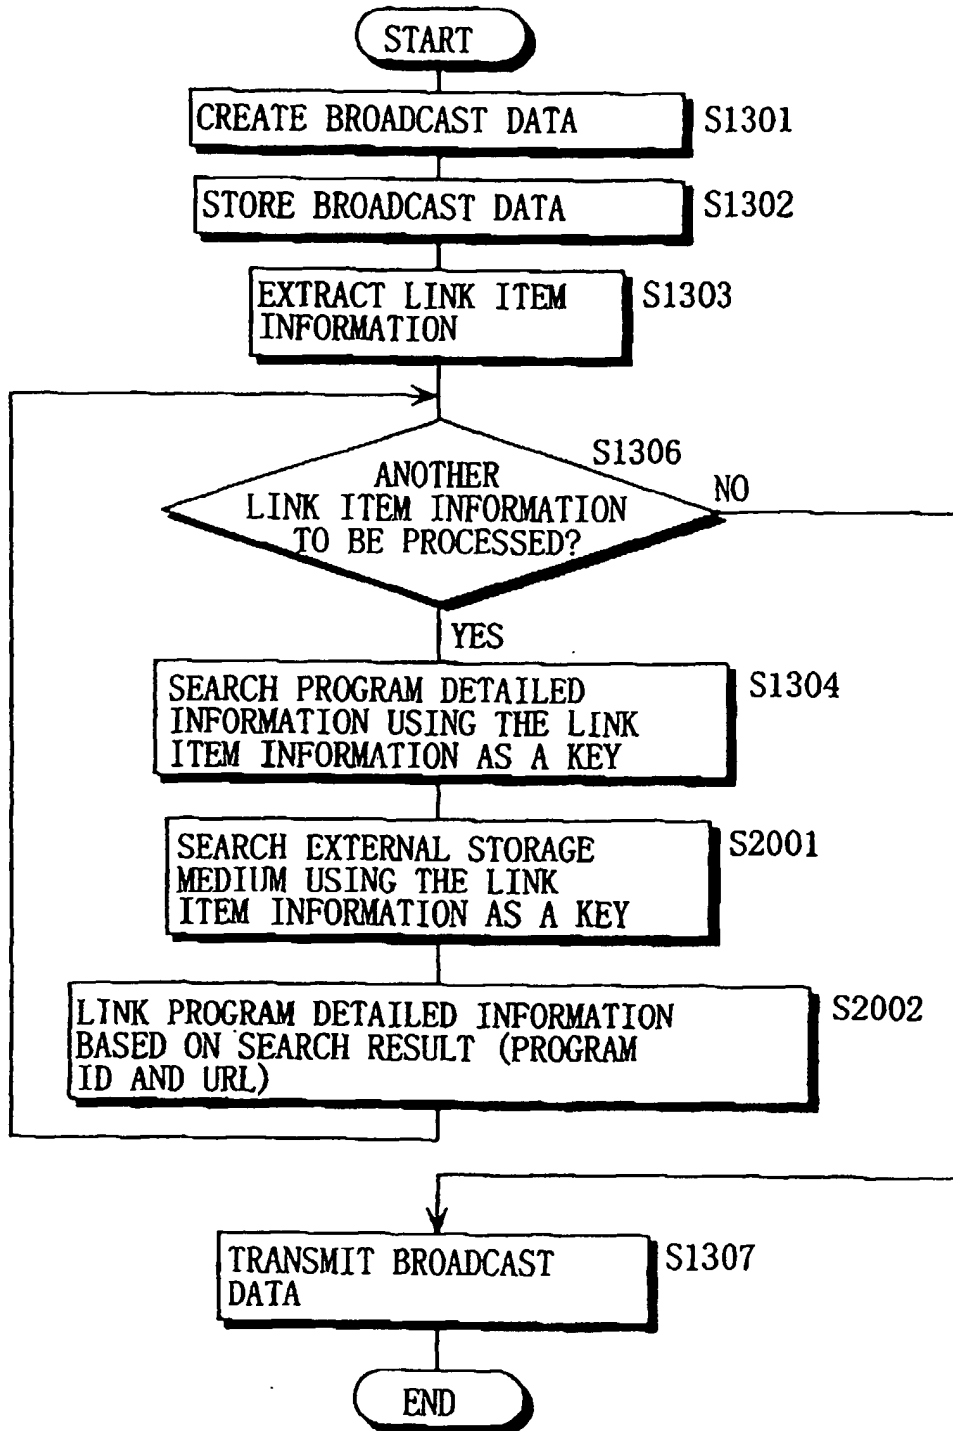 START
CREATE BROADCAST DATA
S1301
STORE BROADCAST DATA
S1302
EXTRACT LINK ITEM
INFORMATION
S1303
S1306
ANOTHER
LINK ITEM INFORMATION
TO BE PROCESSED?
NO
YES
SEARCH PROGRAM DETAILED
INFORMATION USING THE LINK
ITEM INFORMATION AS A KEY
S1304
SEARCH EXTERNAL STORAGE
MEDIUM USING THE LINK
ITEM INFORMATION AS A KEY
S2001
LINK PROGRAM DETAILED INFORMATION
BASED ON SEARCH RESULT (PROGRAM
ID AND URL)
S2002
TRANSMIT BROADCAST
DATA
S1307
END